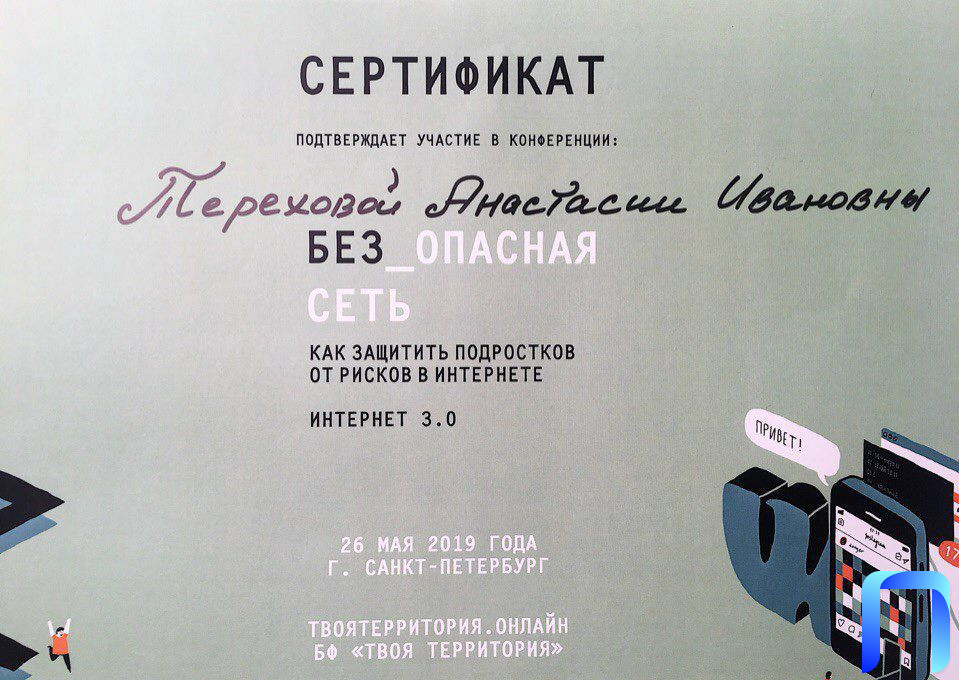 СЕРТИФИКАТ
ПОДТВЕРЖДАЕТ УЧАСТИЕ В КОНФЕРЕНЦИИ:
Тереховой Анастасии Ивановны
БЕЗ_ОПАСНАЯ
СЕТЬ
КАК ЗАЩИТИТЬ ПОДРОСТКОВ
ОТ РИСКОВ В ИНТЕРНЕТЕ
ИНТЕРНЕТ 3.0
ПРИВЕТ!
17
26 МАЯ 2019 ГОДА
Г. САНКТ-ПЕТЕРБУРГ
ТВОЯТЕРРИТОРИЯ.ОНЛАЙН
БФ «ТВОЯ ТЕРРИТОРИЯ»